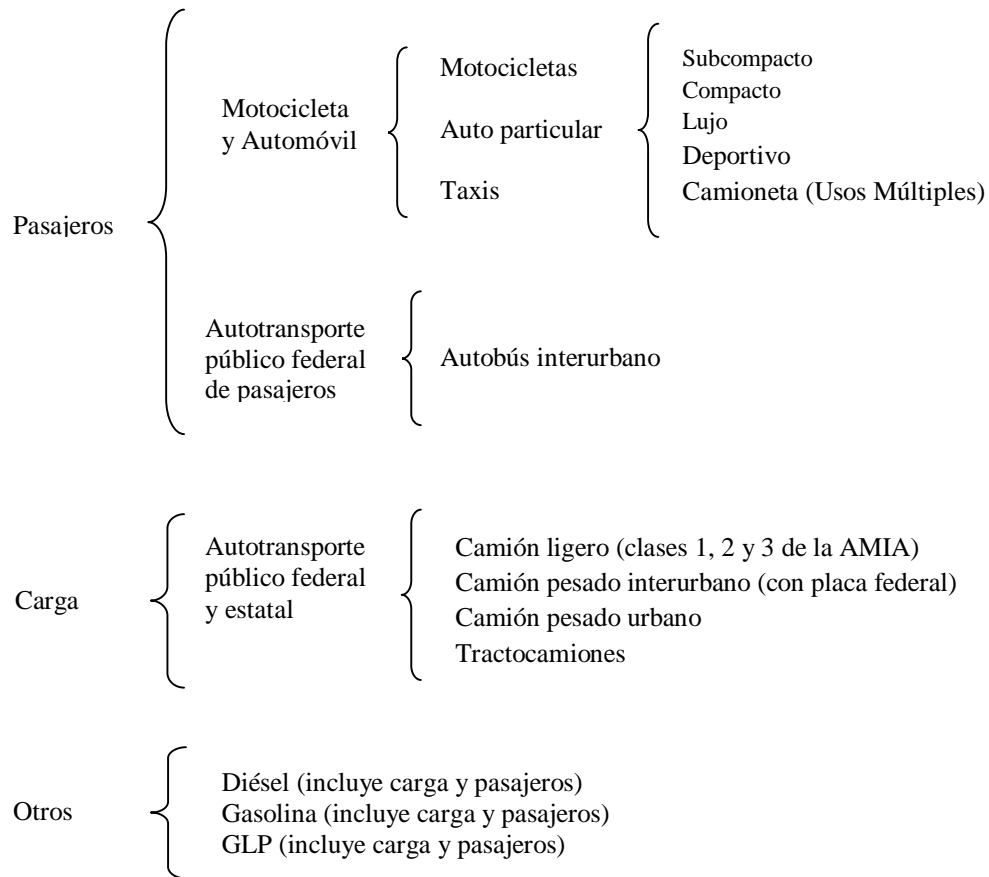 Pasajeros
Motocicleta
y Automóvil
Motocicletas
Auto particular
Taxis
Subcompacto
Compacto
Lujo
Deportivo
Camioneta (Usos Múltiples)
Autotransporte
público federal
de pasajeros
Autobús interurbano
Carga
Autotransporte
público federal
y estatal
Camión ligero (clases 1, 2 y 3 de la AMIA)
Camión pesado interurbano (con placa federal)
Camión pesado urbano
Tractocamiones
Otros
Diésel (incluye carga y pasajeros)
Gasolina (incluye carga y pasajeros)
GLP (incluye carga y pasajeros)